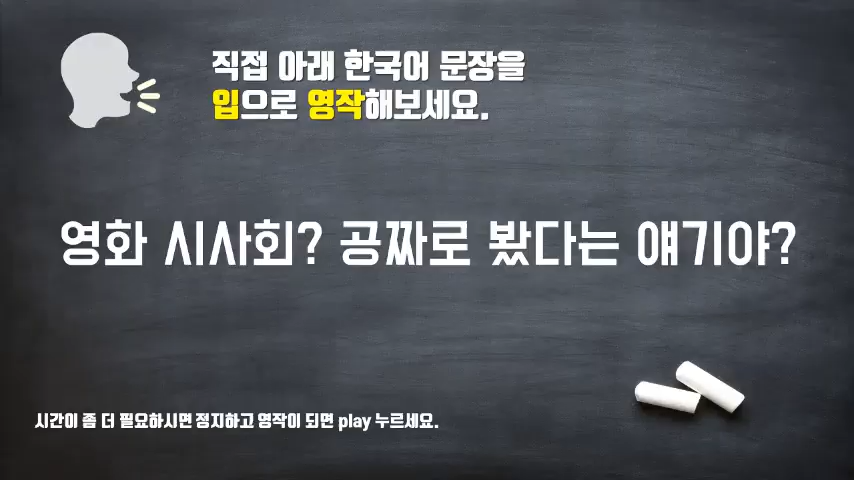 직접 아래 한국어 문장을
입으로 영작해보세요.
영화 시사회? 공짜로 봤다는 얘기야?
시간이 좀 더 필요하시면 정지하고 영작이 되면 play 누르세요.